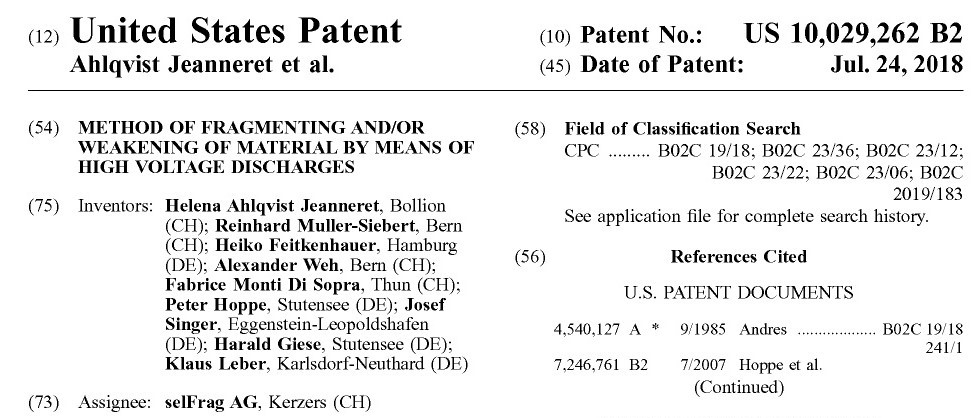 (12) United States Patent
Ahlqvist Jeanneret et al.
(10) Patent No.: US 10,029,262 B2
(45) Date of Patent: Jul. 24, 2018
(54) METHOD OF FRAGMENTING AND/OR
WEAKENING OF MATERIAL BY MEANS OF
HIGH VOLTAGE DISCHARGES
(75) Inventors: Helena Ahlqvist Jeanneret, Bollion
(CH); Reinhard Muller-Siebert, Bern
(CH); Heiko Feitkenhauer, Hamburg
(DE); Alexander Weh, Bern (CH);
Fabrice Monti Di Sopra, Thun (CH);
Peter Hoppe, Stutensee (DE); Josef
Singer, Eggenstein-Leopoldshafen
(DE); Harald Giese, Stutensee (DE);
Klaus Leber, Karlsdorf-Neuthard (DE)
(73) Assignee: selFrag AG, Kerzers (CH)
(58) Field of Classification Search
CPC ......... B02C 19/18; B02C 23/36; B02C 23/12;
B02C 23/22; B02C 23/06; B02C
2019/183
See application file for complete search history.
(56) References Cited
U.S. PATENT DOCUMENTS
4,540,127 A * 9/1985 Andres ................... B02C 19/18
241/1
7,246,761 B2 7/2007 Hoppe et al.
(Continued)